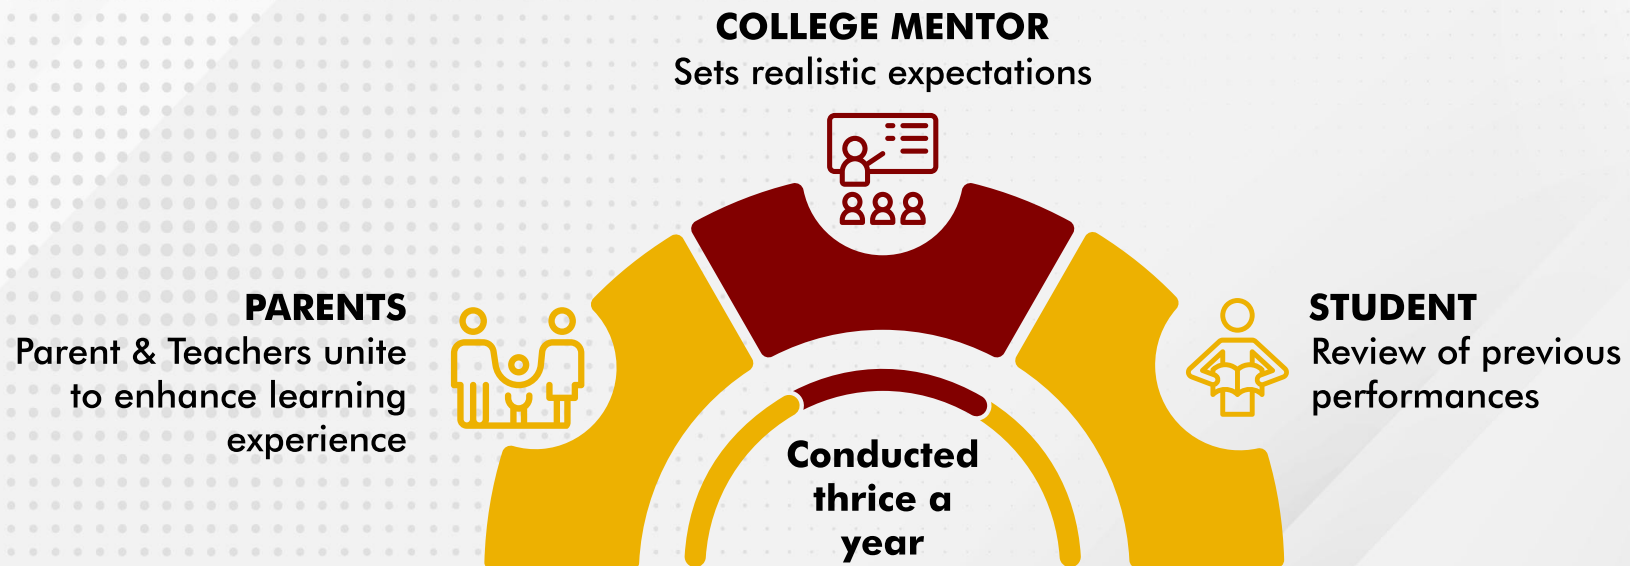 COLLEGE MENTOR
Sets realistic expectations
PARENTS
Parent & Teachers unite
to enhance learning
experience
STUDENT
Review of previous
performances
Conducted
thrice a
year